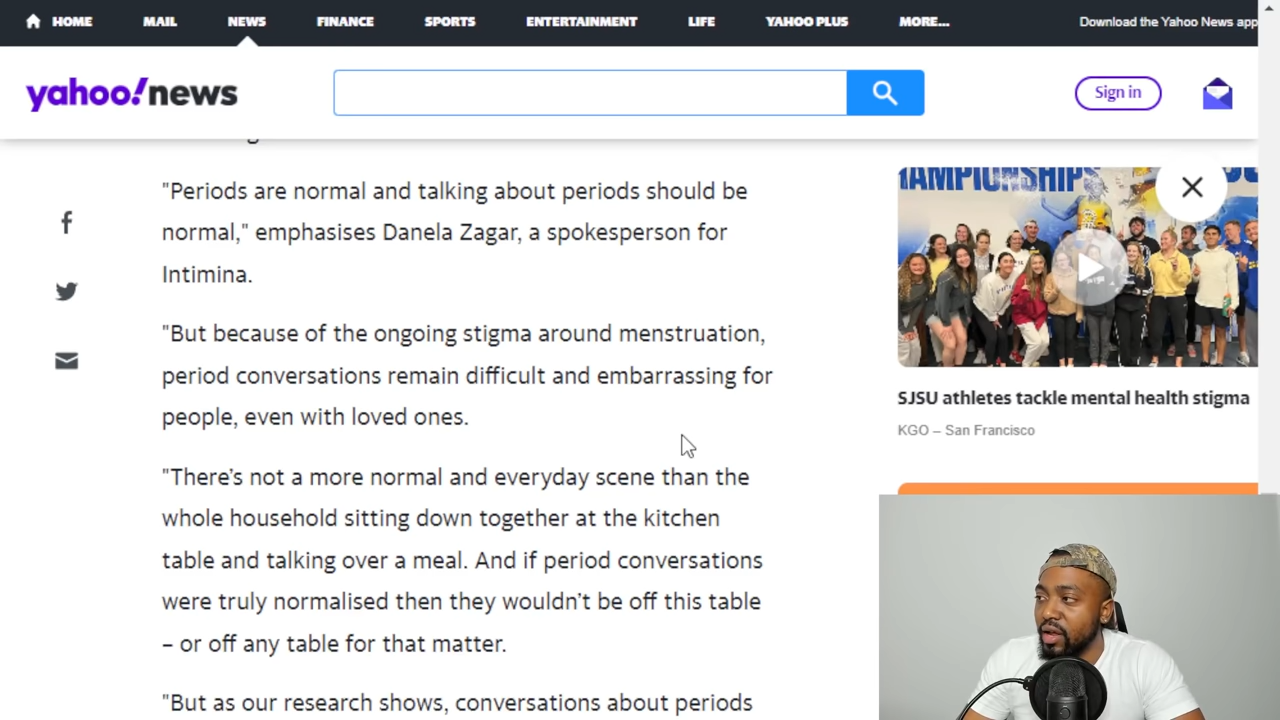 HOME MAIL NEWS FINANCE SPORTS ENTERTAINMENT LIFE YAHOO PLUS MORE... Download the Yahoo News app
yahoo!news
Sign in
"Periods are normal and talking about periods should be
normal," emphasises Danela Zagar, a spokesperson for
Intimina.
"But because of the ongoing stigma around menstruation,
period conversations remain difficult and embarrassing for
people, even with loved ones.
"There's not a more normal and everyday scene than the
whole household sitting down together at the kitchen
table and talking over a meal. And if period conversations
were truly normalised then they wouldn't be off this table
– or off any table for that matter.
"But as our research shows, conversations about periods
AMPIONSHIPS
SJSU athletes tackle mental health stigma
KGO – San Francisco